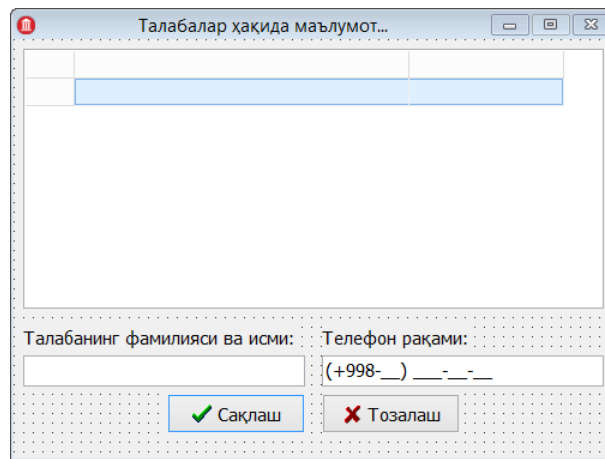 Талабалар ҳақида маълумот...
Талабанинг фамилияси ва исми: Телефон рақами:
(+998-__) ___-__-__
Сақлаш Тозалаш